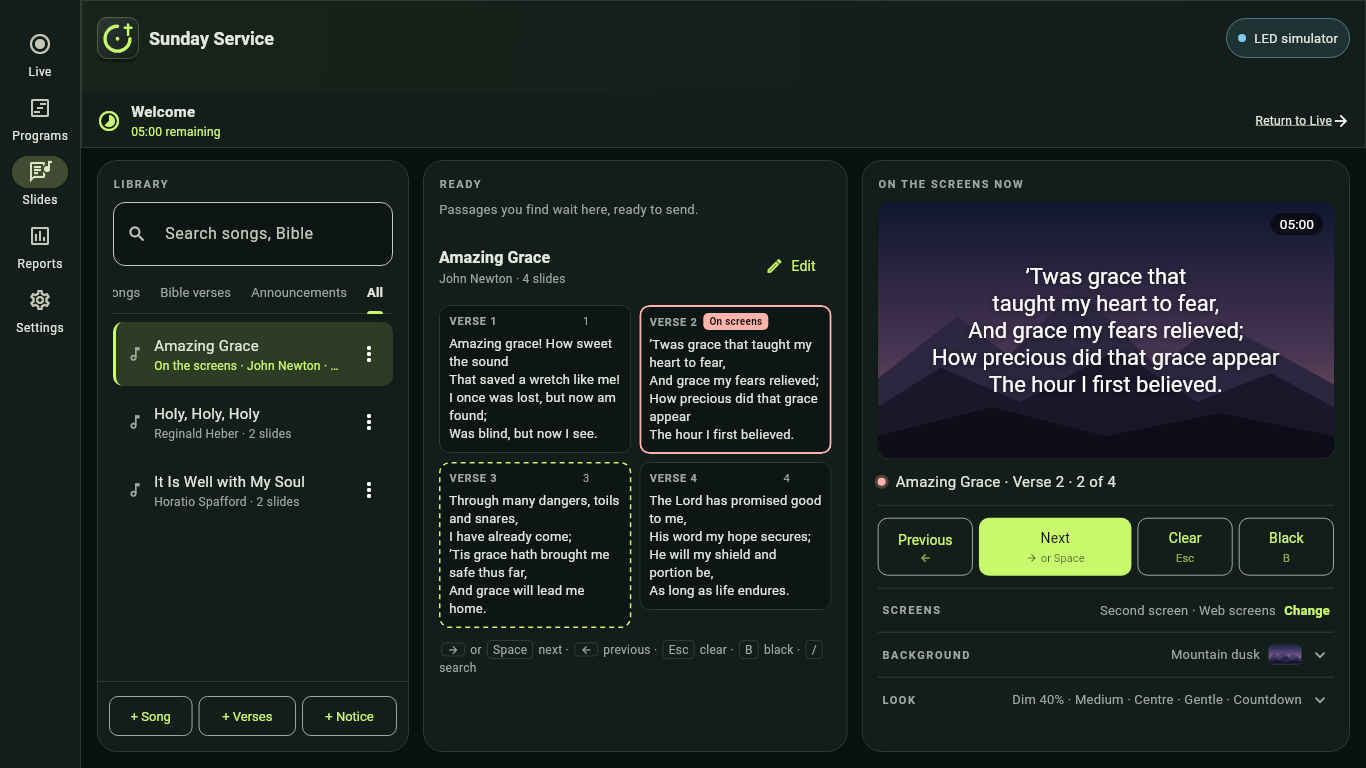 Live
Programs
Slides
Reports
Settings
Sunday Service
LED simulator
Welcome
05:00 remaining
Return to Live
LIBRARY
Search songs, Bible
ongs
Bible verses
Announcements
All
Amazing Grace
On the screens · John Newton · …
Holy, Holy, Holy
Reginald Heber · 2 slides
It Is Well with My Soul
Horatio Spafford · 2 slides
+ Song
+ Verses
+ Notice
READY
Passages you find wait here, ready to send.
Amazing Grace
John Newton · 4 slides
Edit
VERSE 1
1
Amazing grace! How sweet
the sound
That saved a wretch like me!
I once was lost, but now am
found;
Was blind, but now I see.
VERSE 2
On screens
’Twas grace that taught my
heart to fear,
And grace my fears relieved;
How precious did that grace
appear
The hour I first believed.
VERSE 3
3
Through many dangers, toils
and snares,
I have already come;
’Tis grace hath brought me
safe thus far,
And grace will lead me
home.
VERSE 4
4
The Lord has promised good
to me,
His word my hope secures;
He will my shield and
portion be,
As long as life endures.
→ or Space next · ← previous · Esc clear · B black · /
search
ON THE SCREENS NOW
05:00
’Twas grace that
taught my heart to fear,
And grace my fears relieved;
How precious did that grace appear
The hour I first believed.
Amazing Grace · Verse 2 · 2 of 4
Previous
←
Next
→ or Space
Clear
Esc
Black
B
SCREENS
Second screen · Web screens
Change
BACKGROUND
Mountain dusk
LOOK
Dim 40% · Medium · Centre · Gentle · Countdown